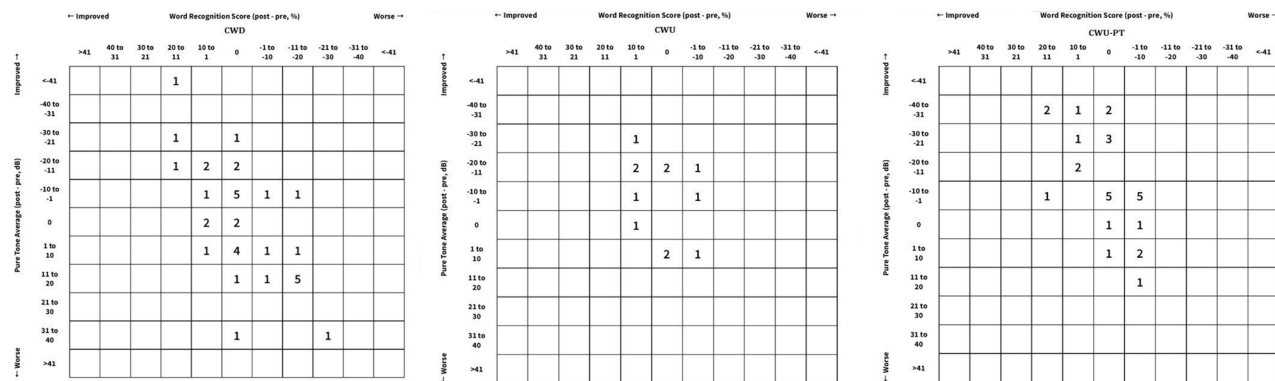 ← Improved Word Recognition Score (post - pre, %) Worse →
CWD
>41 40 to 31 30 to 21 20 to 11 10 to 1 0 -1 to -10 -11 to -20 -21 to -30 -31 to -40 <-41
Improved →
Pure Tone Average (post - pre, dB)
← Worse
<-41 1
-40 to -31
-30 to -21 1 1
-20 to -11 1 2 2
-10 to -1 1 5 1 1
0 2 2
1 to 10 1 4 1 1
11 to 20 1 1 5
21 to 30
31 to 40 1 1
>41
← Improved Word Recognition Score (post - pre, %) Worse →
CWU
>41 40 to 31 30 to 21 20 to 11 10 to 1 0 -1 to -10 -11 to -20 -21 to -30 -31 to -40 <-41
Improved →
Pure Tone Average (post - pre, dB)
← Worse
<-41
-40 to -31
-30 to -21 1
-20 to -11 2 2 1
-10 to -1 1 1
0 1
1 to 10 2 1
11 to 20
21 to 30
31 to 40
>41
← Improved Word Recognition Score (post - pre, %) Worse →
CWU-PT
>41 40 to 31 30 to 21 20 to 11 10 to 1 0 -1 to -10 -11 to -20 -21 to -30 -31 to -40 <-41
Improved →
Pure Tone Average (post - pre, dB)
← Worse
<-41
-40 to -31 2 1 2
-30 to -21 1 3
-20 to -11 2
-10 to -1 1 5 5
0 1 1
1 to 10 1 2
11 to 20 1
21 to 30
31 to 40
>41